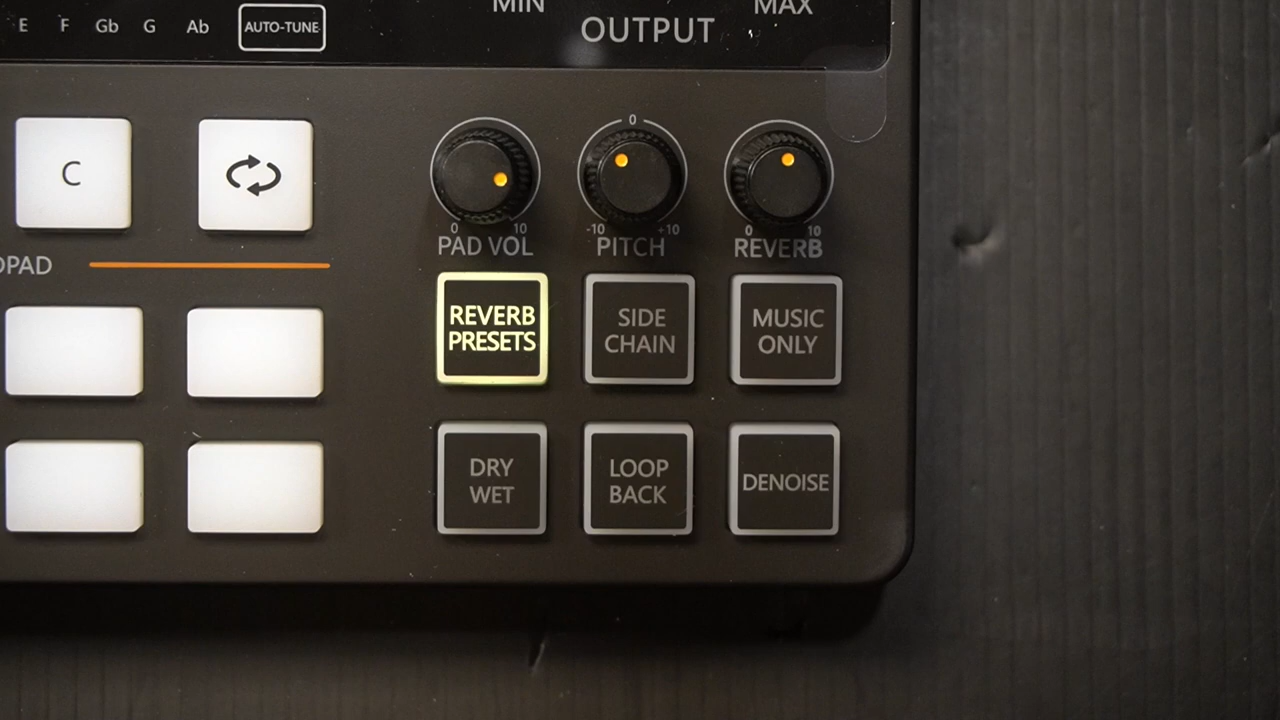 MIN MAX
E F Gb G Ab AUTO-TUNE
OUTPUT
C
0
0 10
-10 +10
0 10
PAD VOL
PITCH
REVERB
REVERB
PRESETS
SIDE
CHAIN
MUSIC
ONLY
DRY
WET
LOOP
BACK
DENOISE